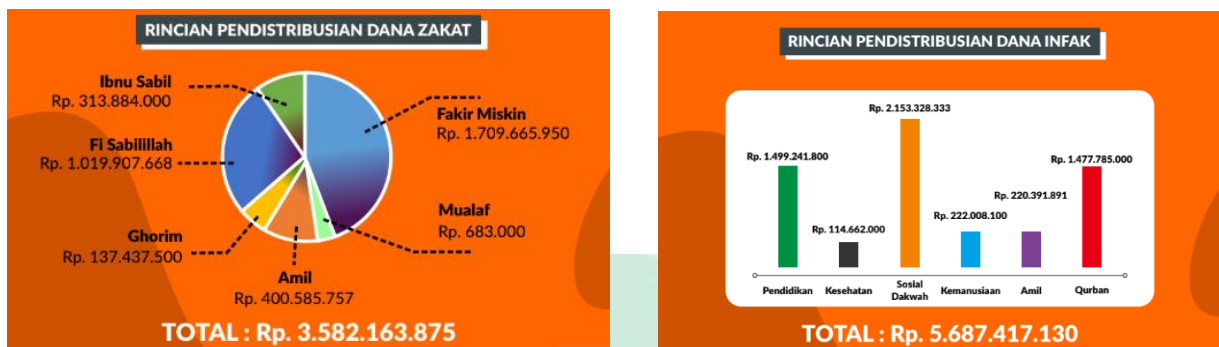 RINCIAN PENDISTRIBUSIAN DANA ZAKAT
Ibnu Sabil
Rp. 313.884.000
Fakir Miskin
Rp. 1.709.665.950
Fi Sabilillah
Rp. 1.019.907.668
Mualaf
Rp. 683.000
Ghorim
Rp. 137.437.500
Amil
Rp. 400.585.757
TOTAL : Rp. 3.582.163.875
RINCIAN PENDISTRIBUSIAN DANA INFAK
Rp. 2.153.328.333
Rp. 1.499.241.800
Rp. 1.477.785.000
Rp. 220.391.891
Rp. 222.008.100
Rp. 114.662.000
Pendidikan
Kesehatan
Sosial
Dakwah
Kemanusiaan
Amil
Qurban
TOTAL : Rp. 5.687.417.130